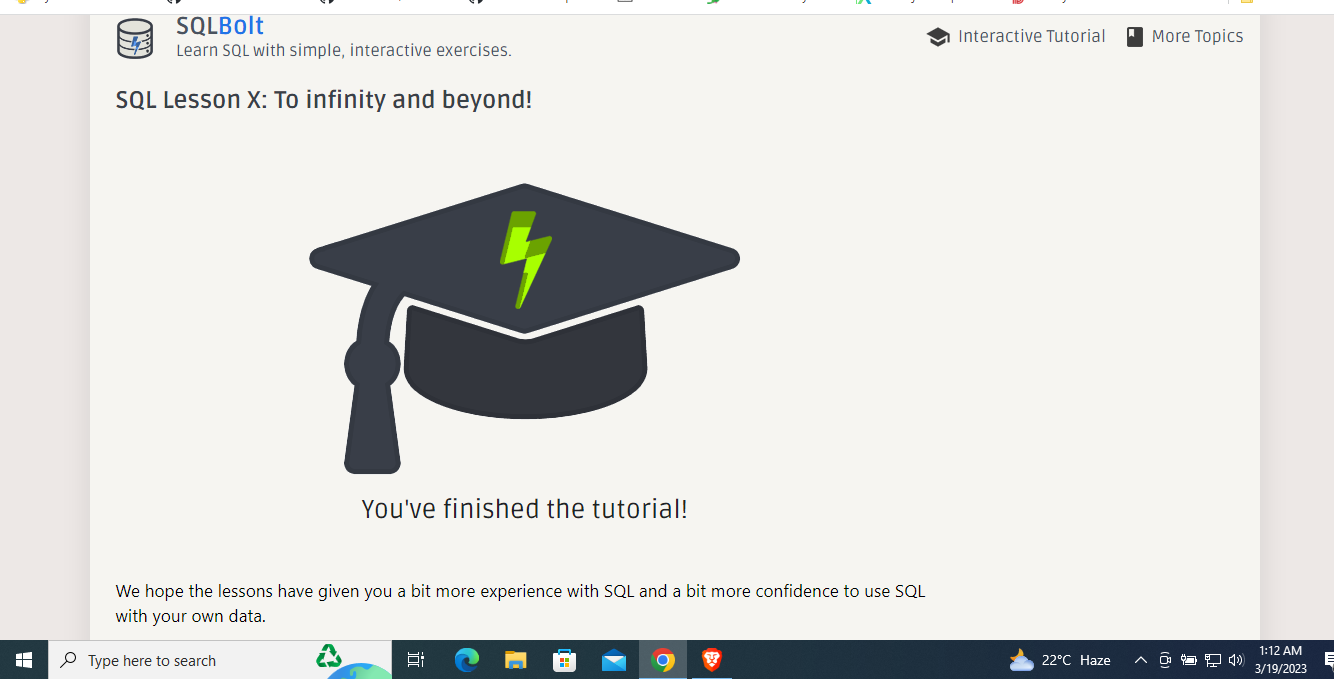 SQLBolt
Learn SQL with simple, interactive exercises.
Interactive Tutorial
More Topics
SQL Lesson X: To infinity and beyond!
You've finished the tutorial!
We hope the lessons have given you a bit more experience with SQL and a bit more confidence to use SQL
with your own data.
Type here to search
22°C Haze
1:12 AM
3/19/2023